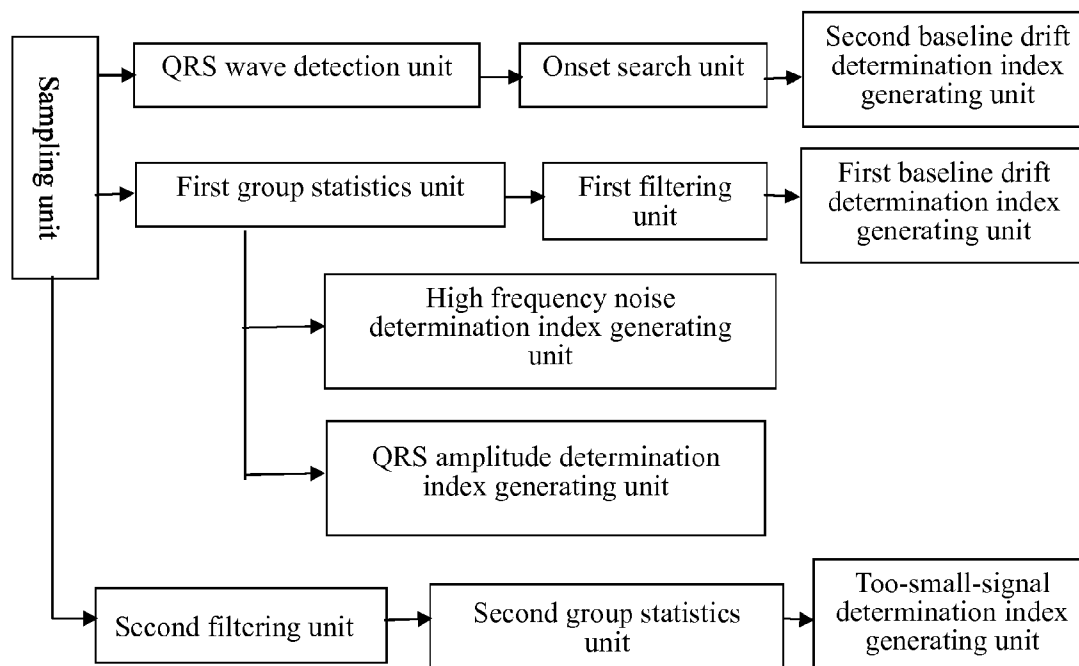 Sampling unit
QRS wave detection unit
Onset search unit
Second baseline drift
determination index
generating unit
First group statistics unit
First filtering
unit
First baseline drift
determination index
generating unit
High frequency noise
determination index generating
unit
QRS amplitude determination
index generating unit
Second filtering unit
Second group statistics
unit
Too-small-signal
determination index
generating unit